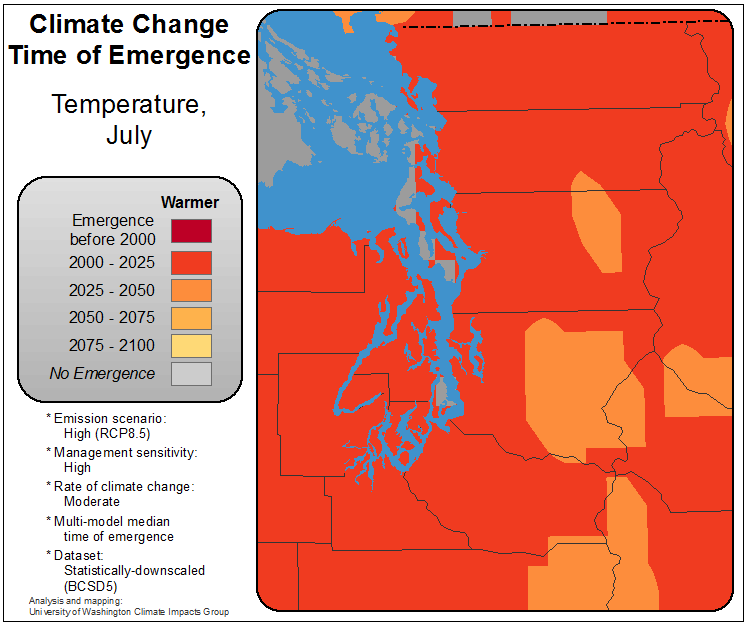 Climate Change
Time of Emergence
Temperature,
July
Warmer
Emergence
before 2000
2000 - 2025
2025 - 2050
2050 - 2075
2075 - 2100
No Emergence
* Emission scenario:
High (RCP8.5)
* Management sensitivity:
High
* Rate of climate change:
Moderate
* Multi-model median
time of emergence
* Dataset:
Statistically-downscaled
(BCSD5)
Analysis and mapping:
University of Washington Climate Impacts Group